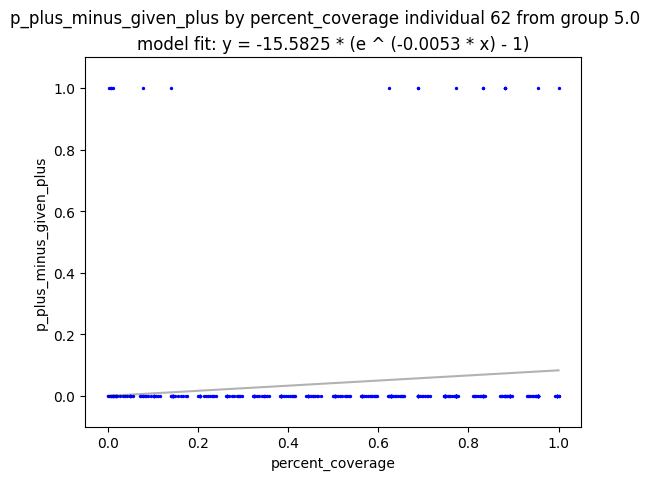 p_plus_minus_given_plus by percent_coverage individual 62 from group 5.0
model fit: y = -15.5825 * (e ^ (-0.0053 * x) - 1)
1.0
0.8
0.6
0.4
0.2
0.0
p_plus_minus_given_plus
0.0 0.2 0.4 0.6 0.8 1.0
percent_coverage